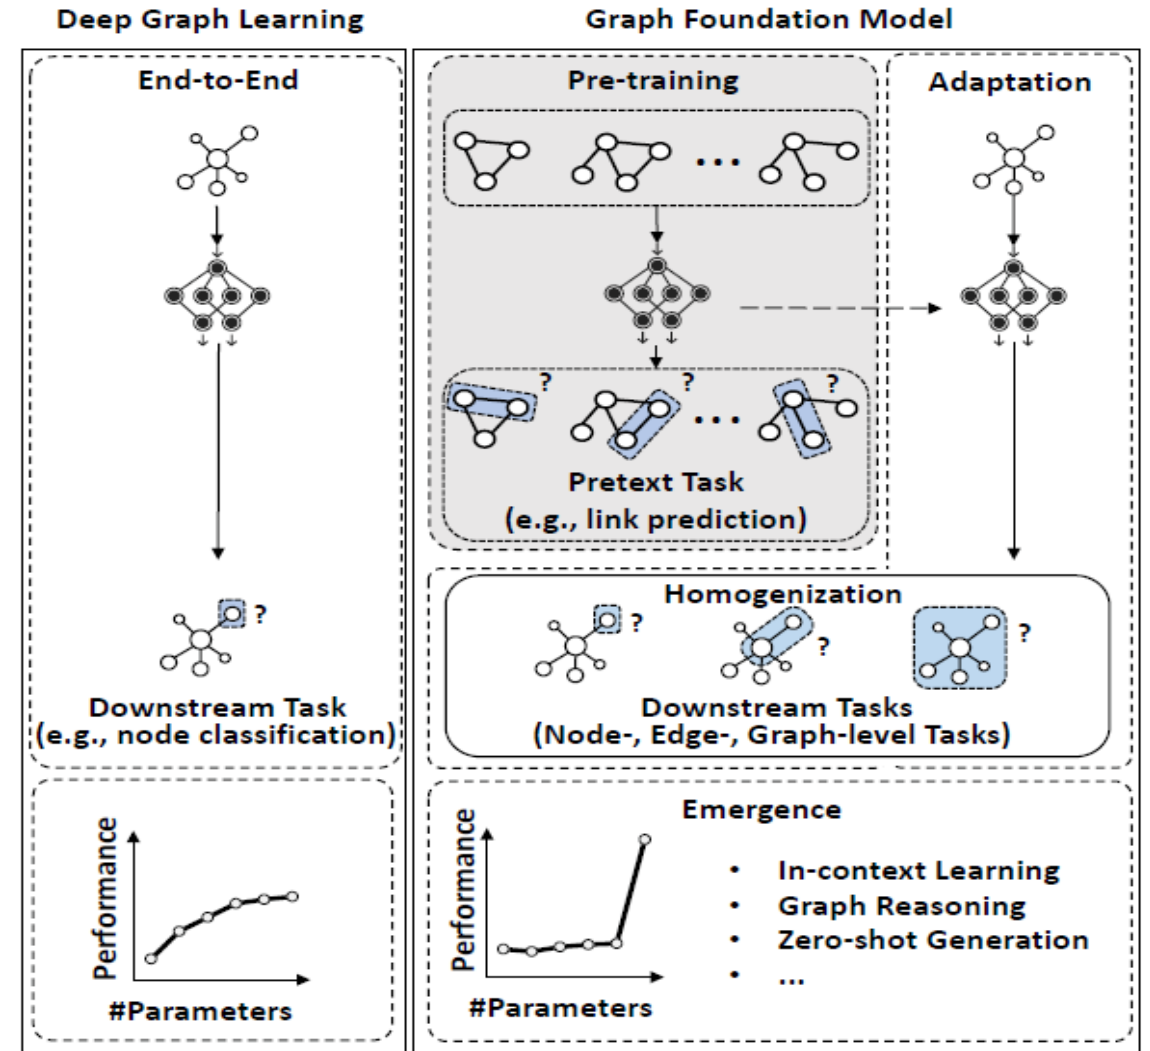 Deep Graph Learning
End-to-End
?
Downstream Task
(e.g., node classification)
Performance
#Parameters
Graph Foundation Model
Pre-training
...
? ? ?
...
Pretext Task
(e.g., link prediction)
Adaptation
Homogenization
? ? ?
Downstream Tasks
(Node-, Edge-, Graph-level Tasks)
Performance
#Parameters
Emergence
• In-context Learning
• Graph Reasoning
• Zero-shot Generation
• ...